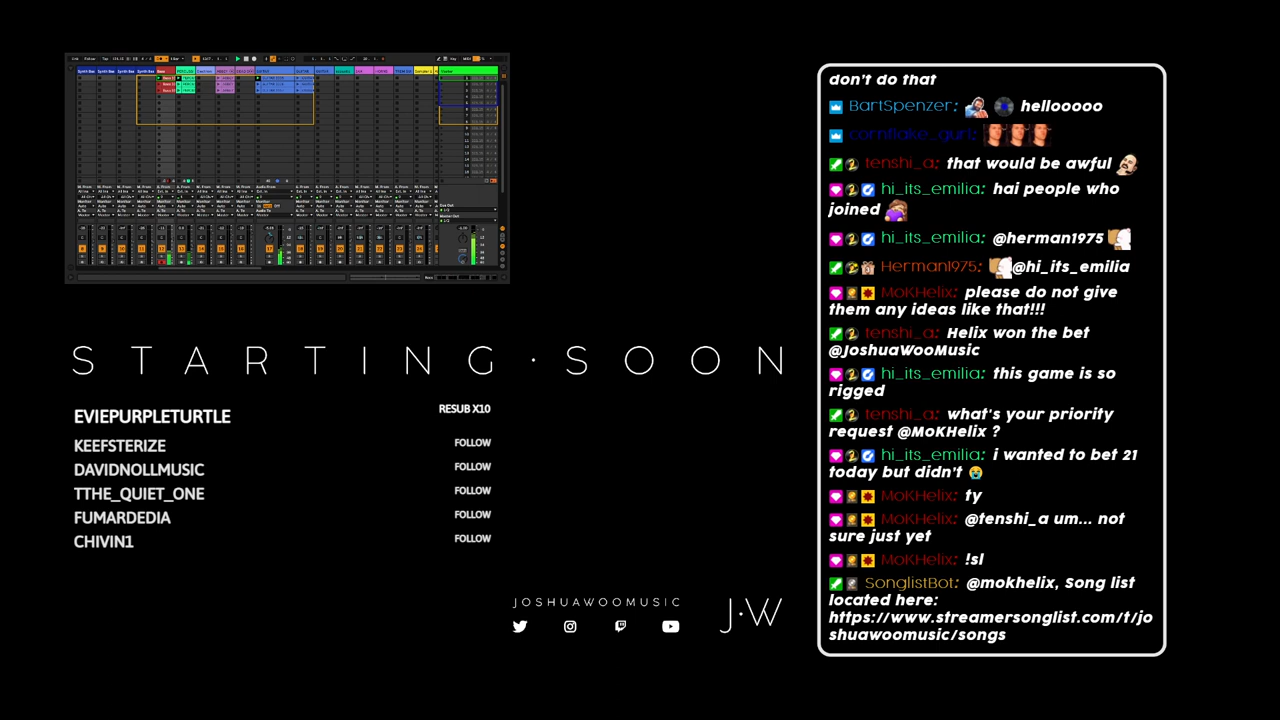 STARTING·SOON
EVIEPURPLETURTLE RESUB X10
KEEFSTERIZE FOLLOW
DAVIDNOLLMUSIC FOLLOW
TTHE_QUIET_ONE FOLLOW
FUMARDEDIA FOLLOW
CHIVIN1 FOLLOW
JOSHUAWOOMUSIC
J·W
don't do that
BartSpenzer: hellooooo
cornflake_gurl:
tenshi_a: that would be awful
hi_its_emilia: hai people who
joined
hi_its_emilia: @herman1975
Herman1975: @hi_its_emilia
MoKHelix: please do not give
them any ideas like that!!!
tenshi_a: Helix won the bet
@JoshuaWooMusic
hi_its_emilia: this game is so
rigged
tenshi_a: what's your priority
request @MoKHelix ?
hi_its_emilia: i wanted to bet 21
today but didn't 😭
MoKHelix: ty
MoKHelix: @tenshi_a um... not
sure just yet
MoKHelix: !sl
SonglistBot: @mokhelix, Song list
located here:
https://www.streamersonglist.com/t/jo
shuawoomusic/songs